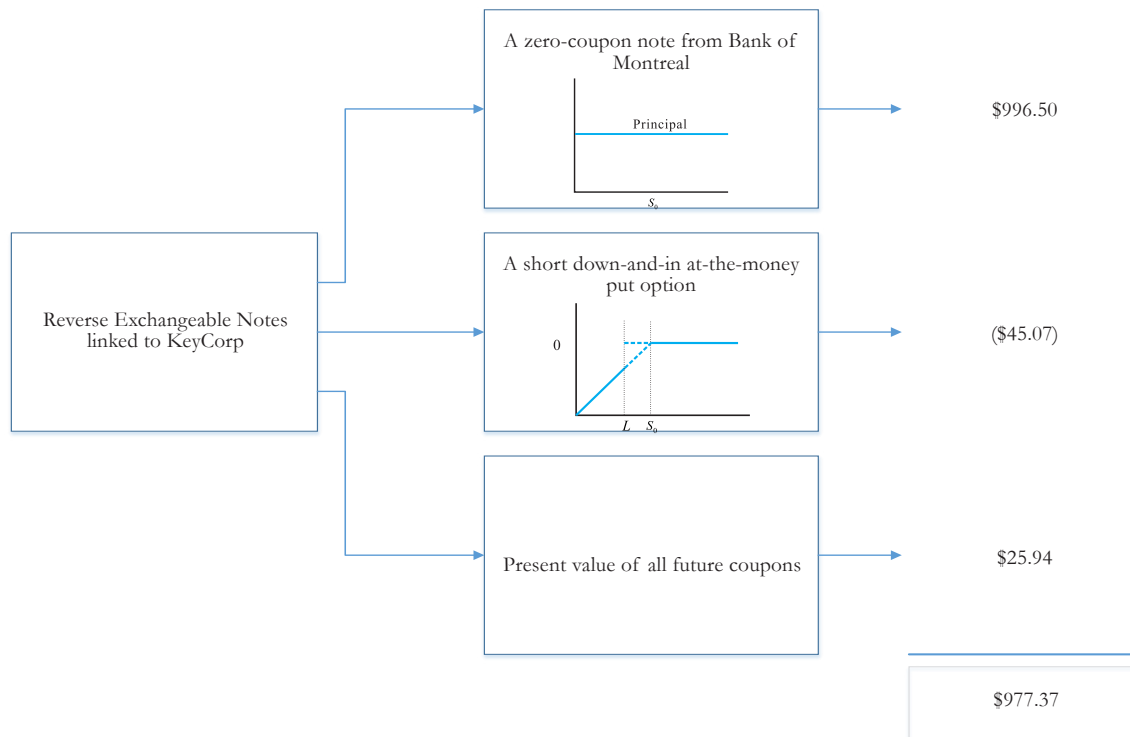 A zero-coupon note from Bank of
Montreal
Principal
S₀
$996.50
Reverse Exchangeable Notes
linked to KeyCorp
A short down-and-in at-the-money
put option
0
L S₀
($45.07)
Present value of all future coupons
$25.94
$977.37